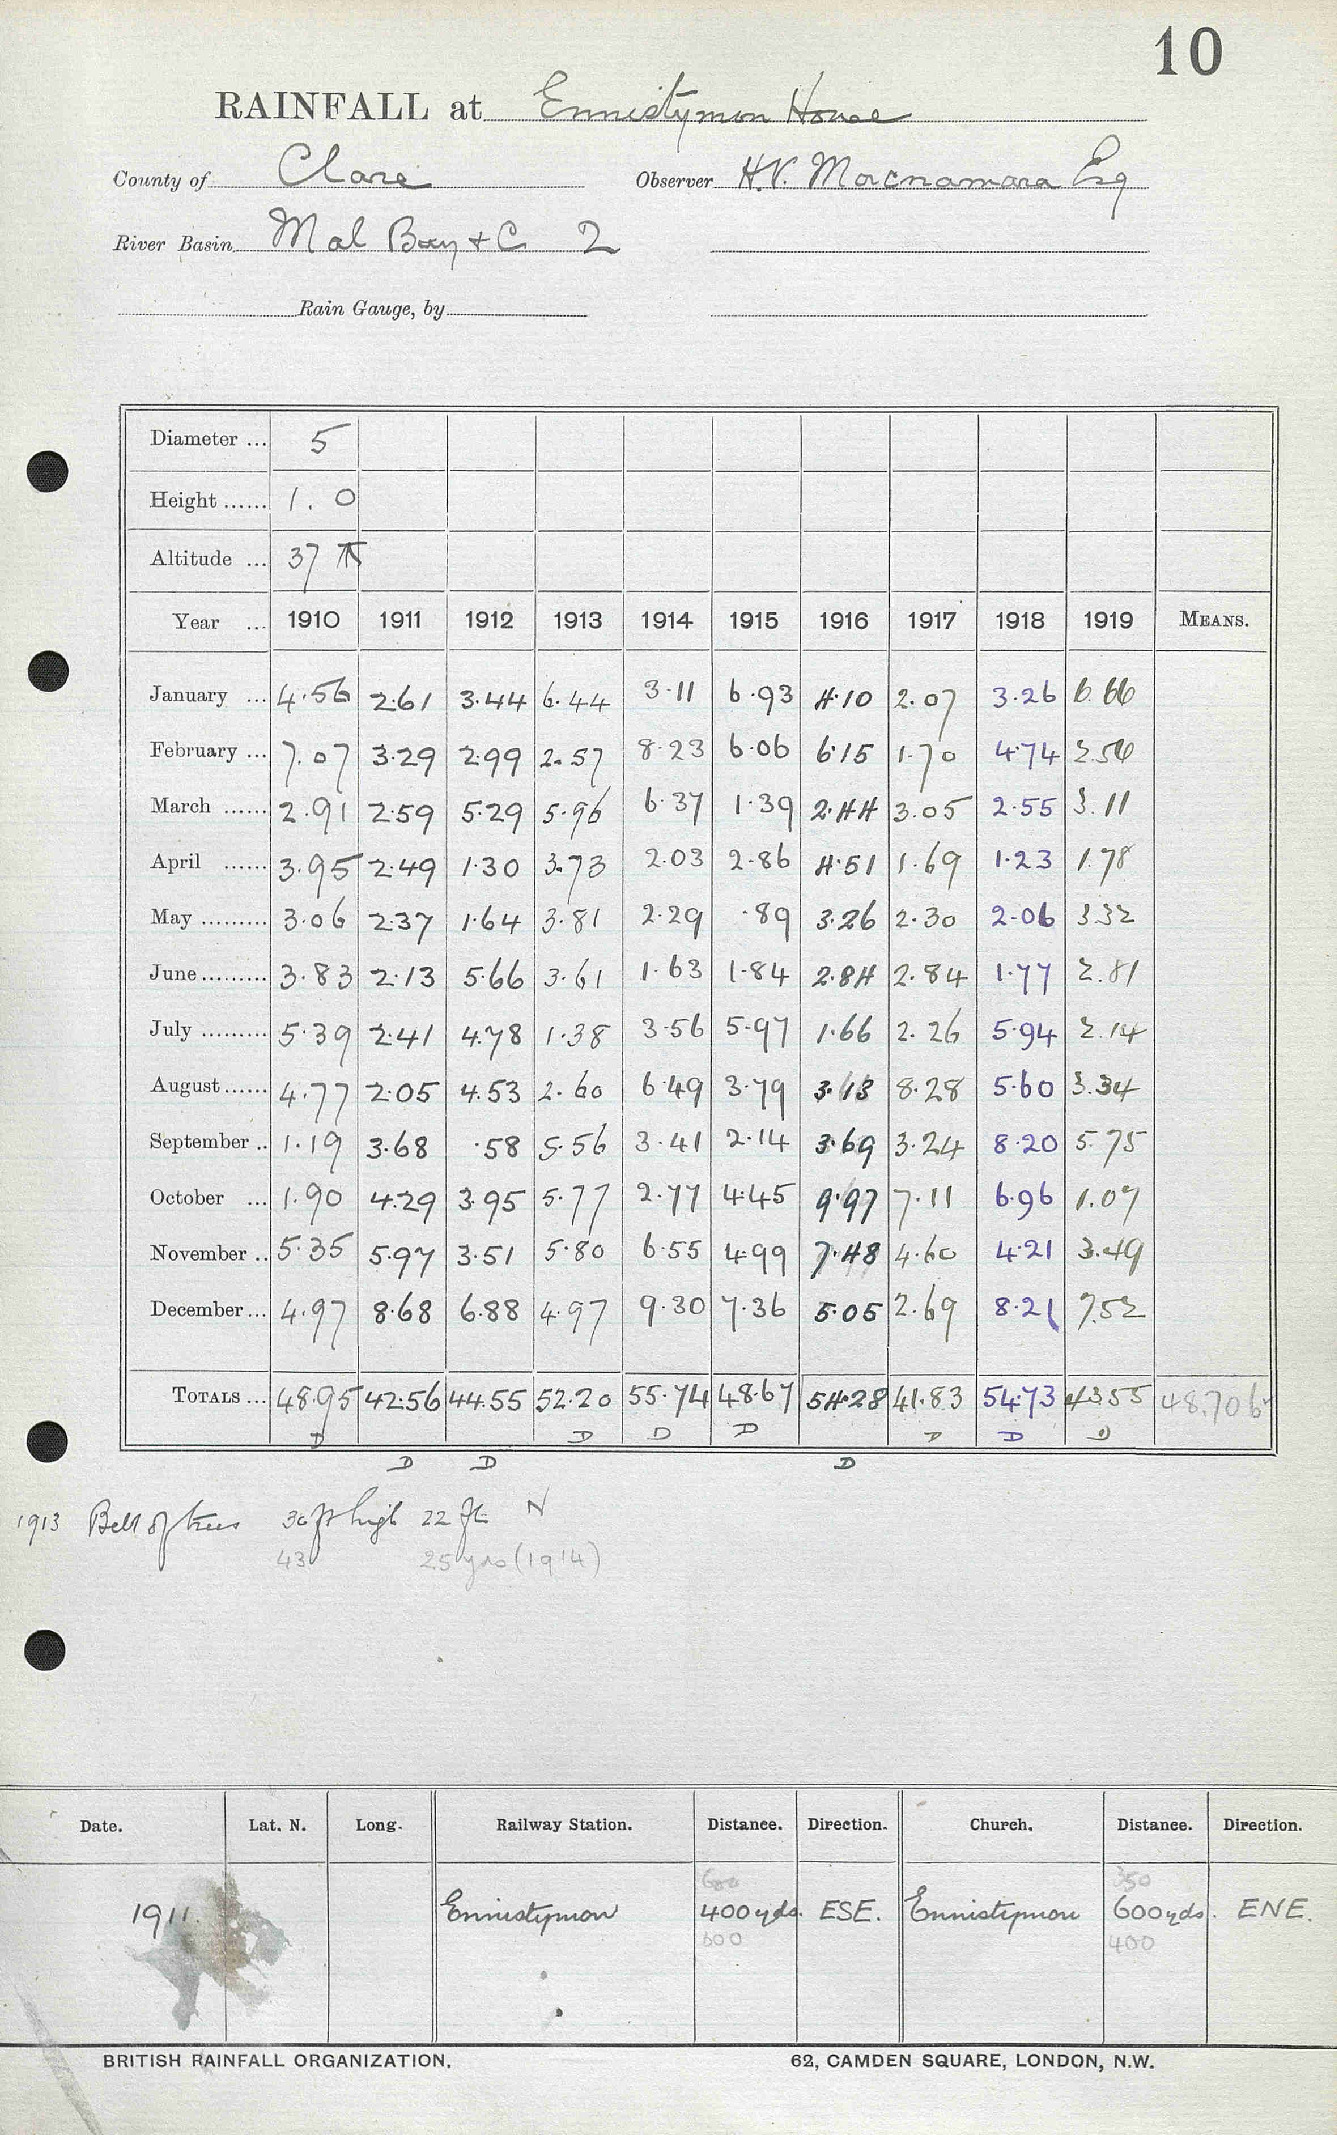 10
RAINFALL at Ennistymon House
County of Clare Observer H.V. Macnamara Esq
River Basin Mal Bay + C 2
Rain Gauge, by
Diameter ... 5
Height ...... 1. 0
Altitude ... 37
Year ... 1910 1911 1912 1913 1914 1915 1916 1917 1918 1919 MEANS.
January ... 4.56 2.61 3.44 6.44 3.11 6.93 4.10 2.07 3.26 6.66
February ... 7.07 3.29 2.99 2.57 8.23 6.06 6.15 1.70 4.74 2.56
March ...... 2.91 2.59 5.29 5.96 6.37 1.39 2.44 3.05 2.55 3.11
April ...... 3.95 2.49 1.30 3.73 2.03 2.86 4.51 1.69 1.23 1.78
May ......... 3.06 2.37 1.64 3.81 2.29 .89 3.26 2.30 2.06 3.32
June ......... 3.83 2.13 5.66 3.61 1.63 1.84 2.84 2.84 1.77 2.81
July ......... 5.39 2.41 4.78 1.38 3.56 5.97 1.66 2.26 5.94 2.14
August ...... 4.77 2.05 4.53 2.60 6.49 3.79 3.13 8.28 5.60 3.34
September .. 1.19 3.68 .58 5.56 3.41 2.14 3.69 3.24 8.20 5.75
October ... 1.90 4.29 3.95 5.77 2.77 4.45 9.97 7.11 6.96 1.07
November .. 5.35 5.97 3.51 5.80 6.55 4.99 7.48 4.60 4.21 3.49
December ... 4.97 8.68 6.88 4.97 9.30 7.36 5.05 2.69 8.21 7.52
TOTALS ... 48.95 42.56 44.55 52.20 55.74 48.67 54.28 41.83 54.73 43.55 48.706
D D D D D D D
D D D
1913 Belt of trees 36 ft high 22 ft N
43 25 yds (1914)
Date. Lat. N. Long. Railway Station. Distance. Direction. Church. Distance. Direction.
600 350
1911. Ennistymon 400 yds. ESE. Ennistymon 600 yds. ENE.
600 400
BRITISH RAINFALL ORGANIZATION. 62, CAMDEN SQUARE, LONDON, N.W.